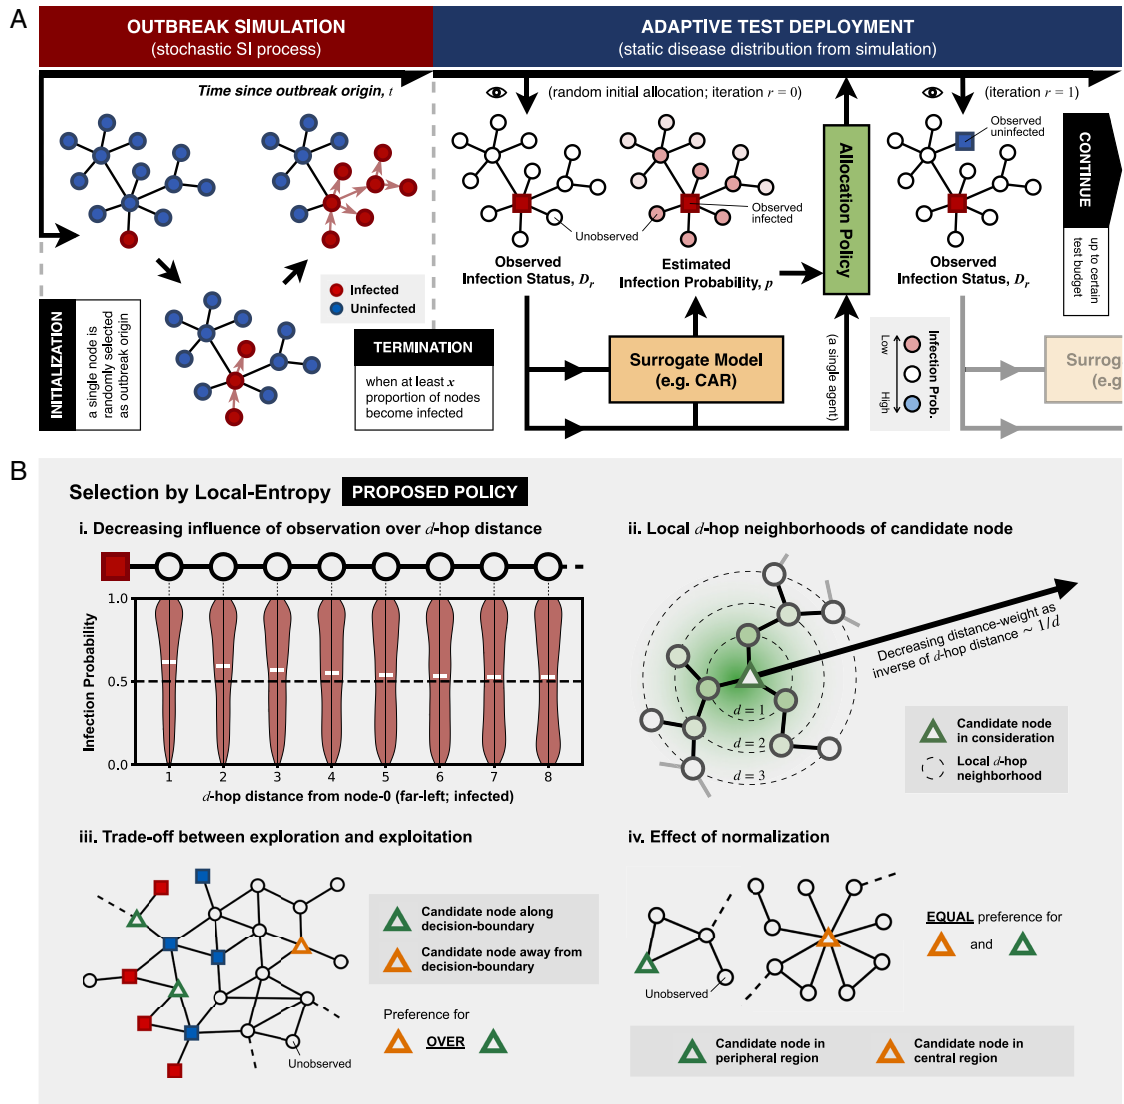 A
OUTBREAK SIMULATION
(stochastic SI process)
ADAPTIVE TEST DEPLOYMENT
(static disease distribution from simulation)
Time since outbreak origin, t
(random initial allocation; iteration r = 0)
(iteration r = 1)
Observed
uninfected
Observed
infected
Unobserved
Allocation Policy
CONTINUE
up to certain
test budget
Observed
Infection Status, Dr
Estimated
Infection Probability, p
Observed
Infection Status, Dr
Infected
Uninfected
INITIALIZATION
a single node is
randomly selected
as outbreak origin
TERMINATION
when at least x
proportion of nodes
become infected
Surrogate Model
(e.g. CAR)
(a single agent)
Infection Prob.
Low
High
Surrog
(e.g
B
Selection by Local-Entropy
PROPOSED POLICY
i. Decreasing influence of observation over d-hop distance
Infection Probability
1.0
0.5
0.0
1 2 3 4 5 6 7 8
d-hop distance from node-0 (far-left; infected)
ii. Local d-hop neighborhoods of candidate node
Decreasing distance-weight as
inverse of d-hop distance ~ 1/d
d = 1
d = 2
d = 3
Candidate node
in consideration
Local d-hop
neighborhood
iii. Trade-off between exploration and exploitation
Candidate node along
decision-boundary
Candidate node away from
decision-boundary
Preference for
OVER
Unobserved
iv. Effect of normalization
EQUAL preference for
and
Unobserved
Candidate node in
peripheral region
Candidate node in
central region